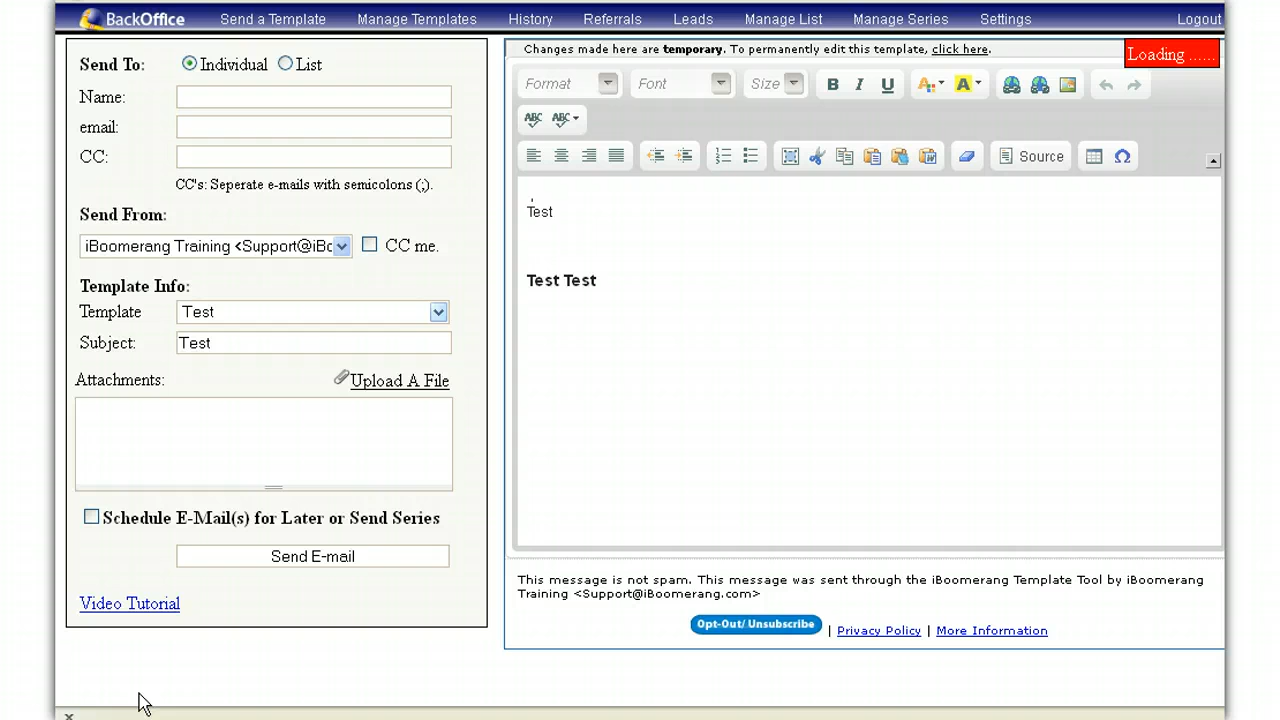 BackOffice Send a Template Manage Templates History Referrals Leads Manage List Manage Series Settings Logout
Send To: Individual List
Name:
email:
CC:
CC's: Seperate e-mails with semicolons (;).
Send From:
iBoomerang Training <Support@iBo CC me.
Template Info:
Template Test
Subject: Test
Attachments: Upload A File
Schedule E-Mail(s) for Later or Send Series
Send E-mail
Video Tutorial
Changes made here are temporary. To permanently edit this template, click here.
Loading ......
Format Font Size B I U A A
ABC ABC
Source
,
Test
Test Test
This message is not spam. This message was sent through the iBoomerang Template Tool by iBoomerang
Training <Support@iBoomerang.com>
Opt-Out/ Unsubscribe | Privacy Policy | More Information